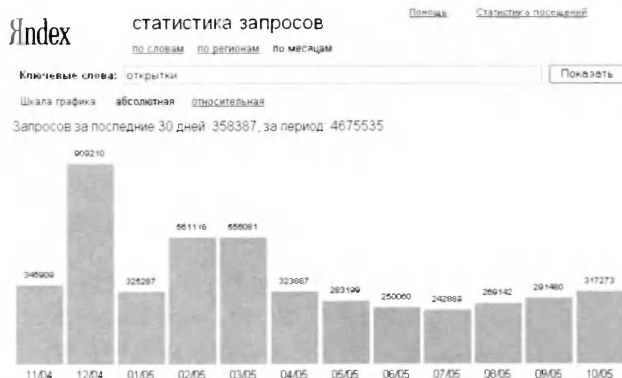 Помощь Статистика посещений
Яndex
статистика запросов
по словам по регионам по месяцам
Ключевые слова: открытки Показать
Шкала графика абсолютная относительная
Запросов за последние 30 дней: 358387, за период: 4675535
909210
561118 556081
346909 325287 323887 283199 250060 242889 269142 291480 317273
11/04 12/04 01/05 02/05 03/05 04/05 05/05 06/05 07/05 08/05 09/05 10/05